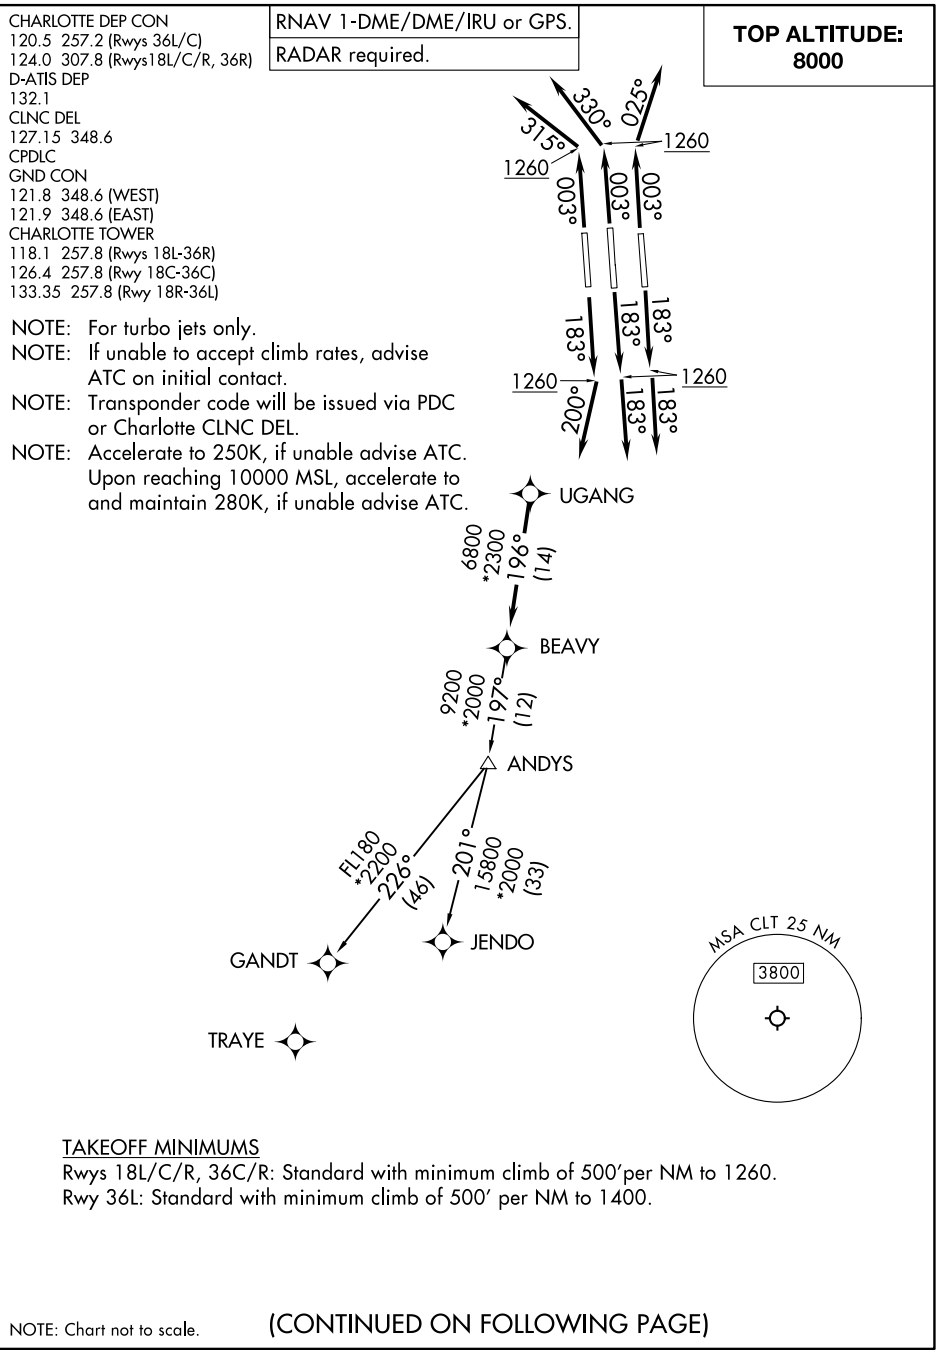 CHARLOTTE DEP CON
120.5 257.2 (Rwys 36L/C)
124.0 307.8 (Rwys18L/C/R, 36R)
D-ATIS DEP
132.1
CLNC DEL
127.15 348.6
CPDLC
GND CON
121.8 348.6 (WEST)
121.9 348.6 (EAST)
CHARLOTTE TOWER
118.1 257.8 (Rwys 18L-36R)
126.4 257.8 (Rwy 18C-36C)
133.35 257.8 (Rwy 18R-36L)
RNAV 1-DME/DME/IRU or GPS.
RADAR required.
TOP ALTITUDE:
8000
NOTE: For turbo jets only.
NOTE: If unable to accept climb rates, advise
ATC on initial contact.
NOTE: Transponder code will be issued via PDC
or Charlotte CLNC DEL.
NOTE: Accelerate to 250K, if unable advise ATC.
Upon reaching 10000 MSL, accelerate to
and maintain 280K, if unable advise ATC.
315°
330°
025°
1260
1260
003°
003°
003°
183°
183°
183°
1260
1260
200°
183°
183°
UGANG
6800
*2300
196°
(14)
BEAVY
9200
*2000
197°
(12)
ANDYS
FL180
*2200
226°
(46)
201°
15800
*2000
(33)
GANDT
JENDO
TRAYE
MSA CLT 25 NM
3800
TAKEOFF MINIMUMS
Rwys 18L/C/R, 36C/R: Standard with minimum climb of 500'per NM to 1260.
Rwy 36L: Standard with minimum climb of 500' per NM to 1400.
NOTE: Chart not to scale.
(CONTINUED ON FOLLOWING PAGE)